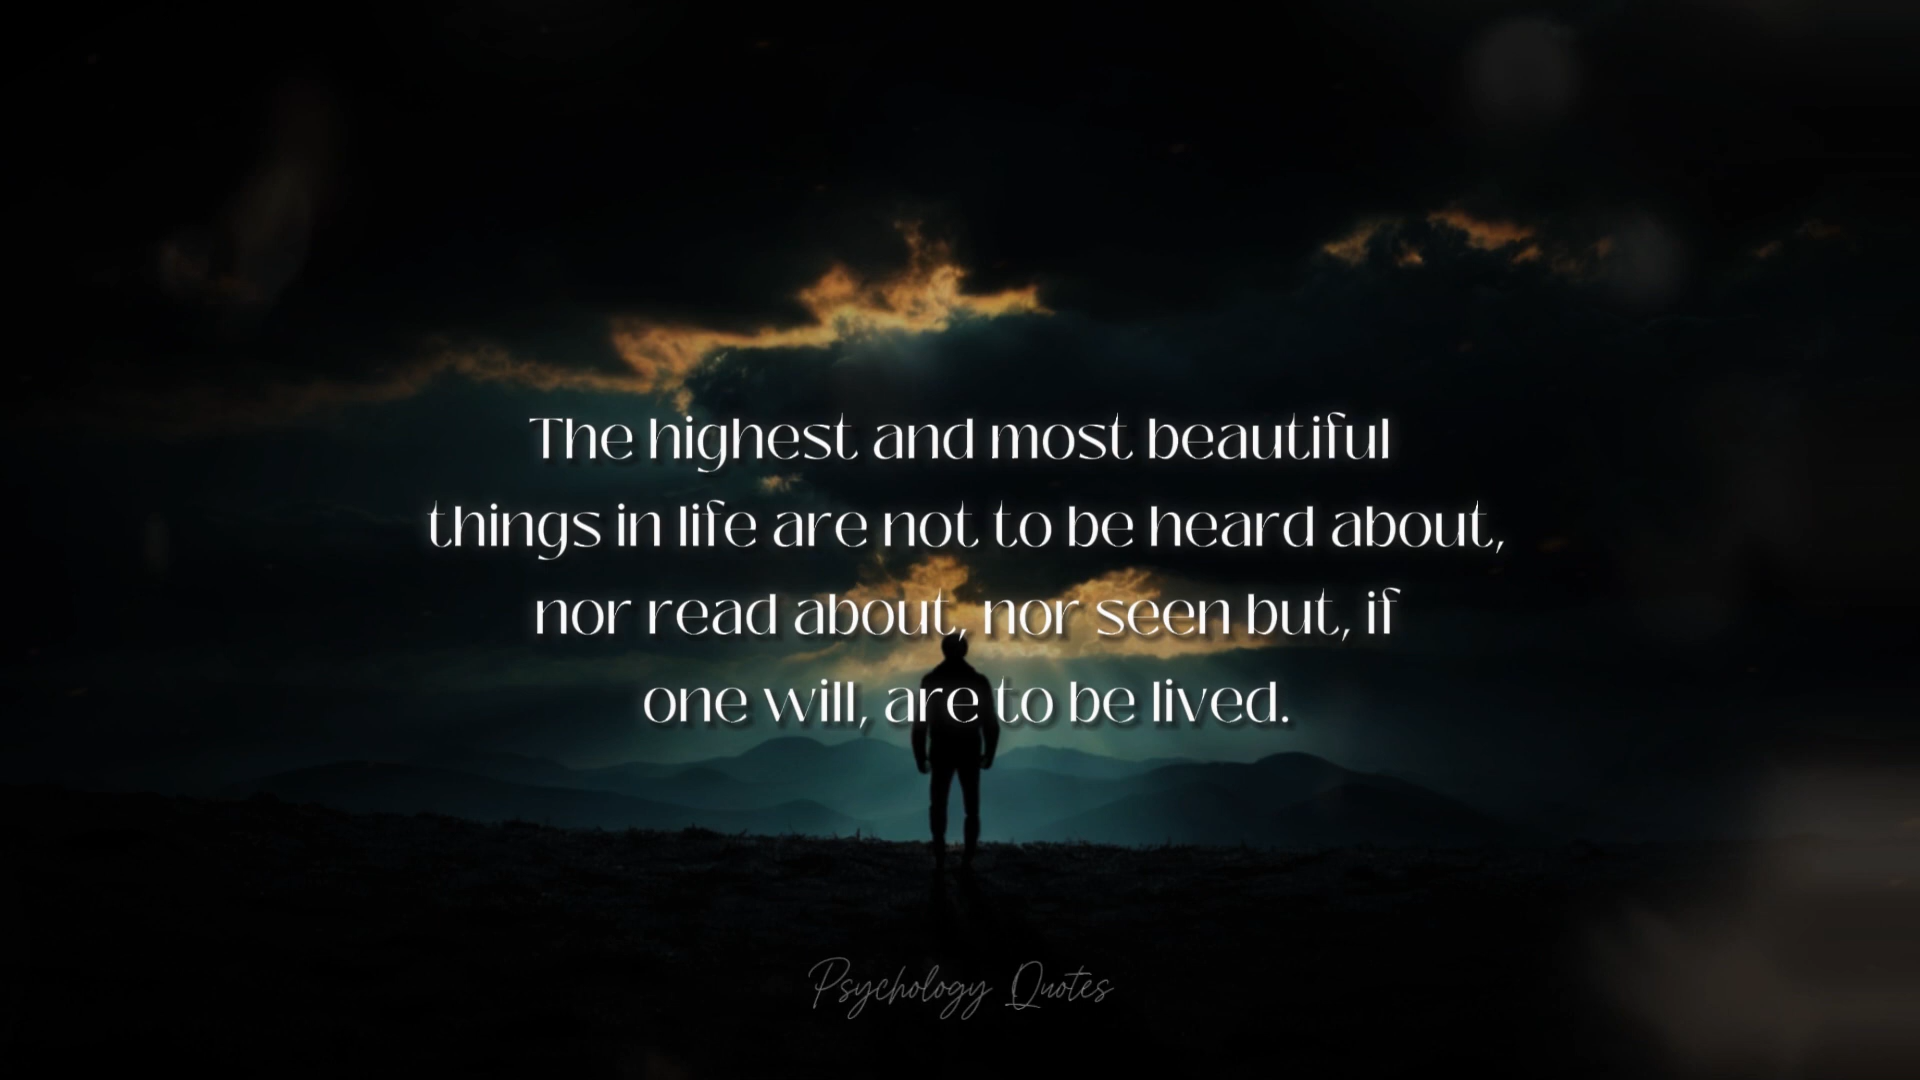 The highest and most beautiful
things in life are not to be heard about,
nor read about, nor seen but, if
one will, are to be lived.
Psychology Quotes